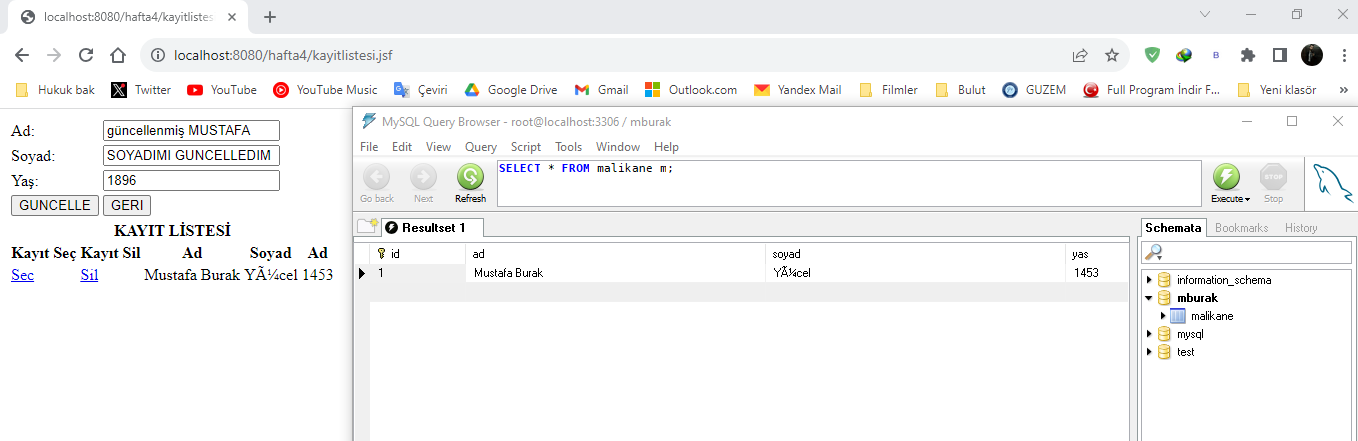 localhost:8080/hafta4/kayitlistes
localhost:8080/hafta4/kayitlistesi.jsf
Hukuk bak Twitter YouTube YouTube Music Çeviri Google Drive Gmail Outlook.com Yandex Mail Filmler Bulut GUZEM Full Program İndir F... Yeni klasör »
Ad: güncellenmiş MUSTAFA
Soyad: SOYADIMI GUNCELLEDIM
Yaş: 1896
GUNCELLE GERI
KAYIT LİSTESİ
Kayıt Seç Kayıt Sil Ad Soyad Ad
Sec Sil Mustafa Burak YÃ¼cel 1453
MySQL Query Browser - root@localhost:3306 / mburak
File Edit View Query Script Tools Window Help
SELECT * FROM malikane m;
Go back Next Refresh Execute Stop
Resultset 1
id ad soyad yas
1 Mustafa Burak YÃ¼cel 1453
Schemata Bookmarks History
information_schema
mburak
malikane
mysql
test